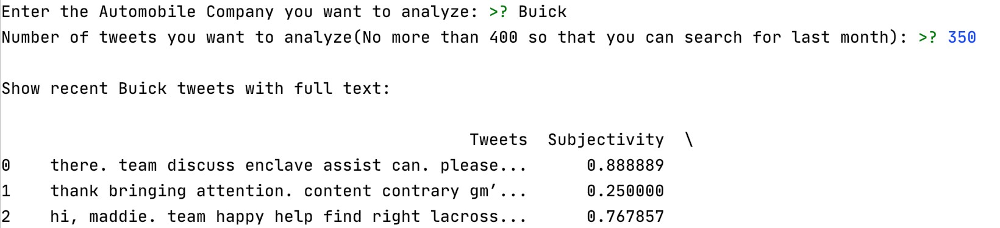 Enter the Automobile Company you want to analyze: >? Buick
Number of tweets you want to analyze(No more than 400 so that you can search for last month): >? 350
Show recent Buick tweets with full text:
Tweets Subjectivity \
0 there. team discuss enclave assist can. please... 0.888889
1 thank bringing attention. content contrary gm’... 0.250000
2 hi, maddie. team happy help find right lacross... 0.767857